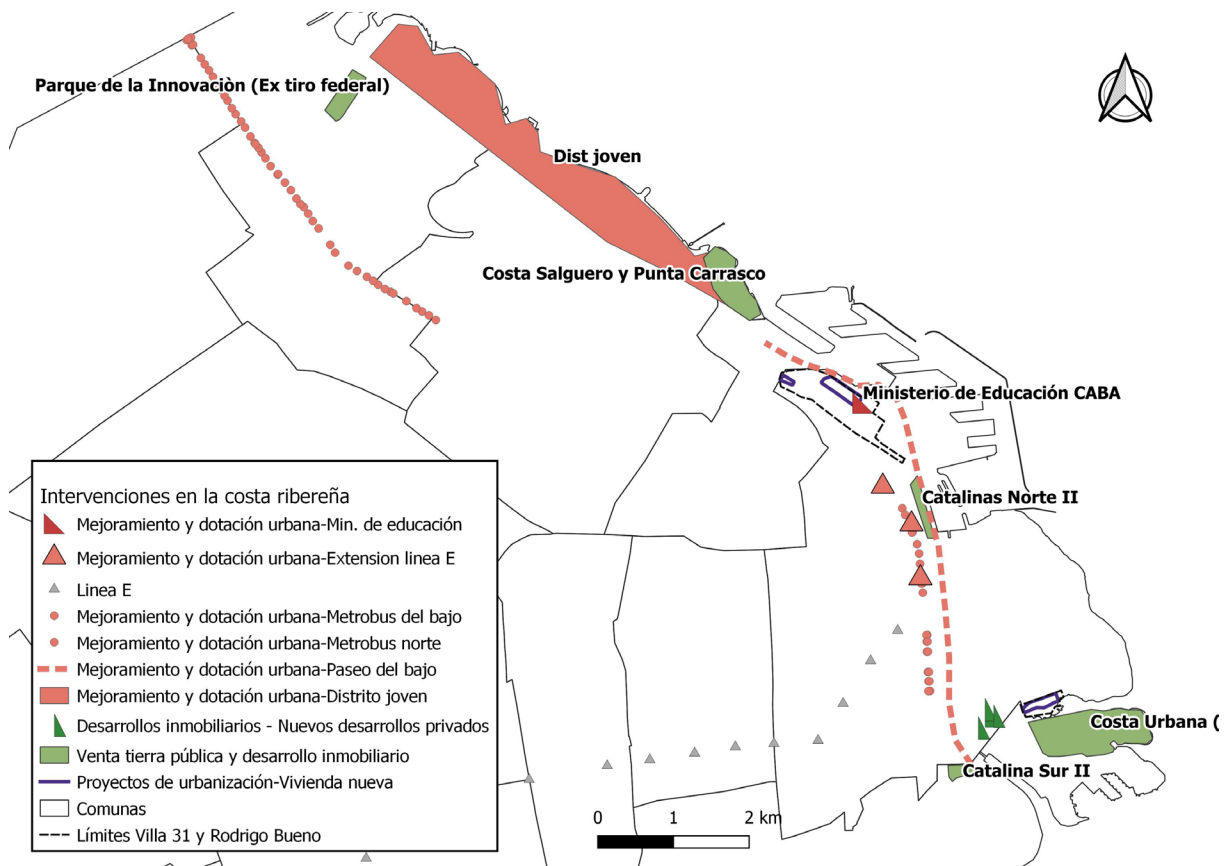 Parque de la Innovaciòn (Ex tiro federal)
Dist joven
Costa Salguero y Punta Carrasco
Ministerio de Educación CABA
Catalinas Norte II
Costa Urbana (
Catalina Sur II
Intervenciones en la costa ribereña
Mejoramiento y dotación urbana-Min. de educación
Mejoramiento y dotación urbana-Extension linea E
Linea E
Mejoramiento y dotación urbana-Metrobus del bajo
Mejoramiento y dotación urbana-Metrobus norte
Mejoramiento y dotación urbana-Paseo del bajo
Mejoramiento y dotación urbana-Distrito joven
Desarrollos inmobiliarios - Nuevos desarrollos privados
Venta tierra pública y desarrollo inmobiliario
Proyectos de urbanización-Vivienda nueva
Comunas
Límites Villa 31 y Rodrigo Bueno
0 1 2 km